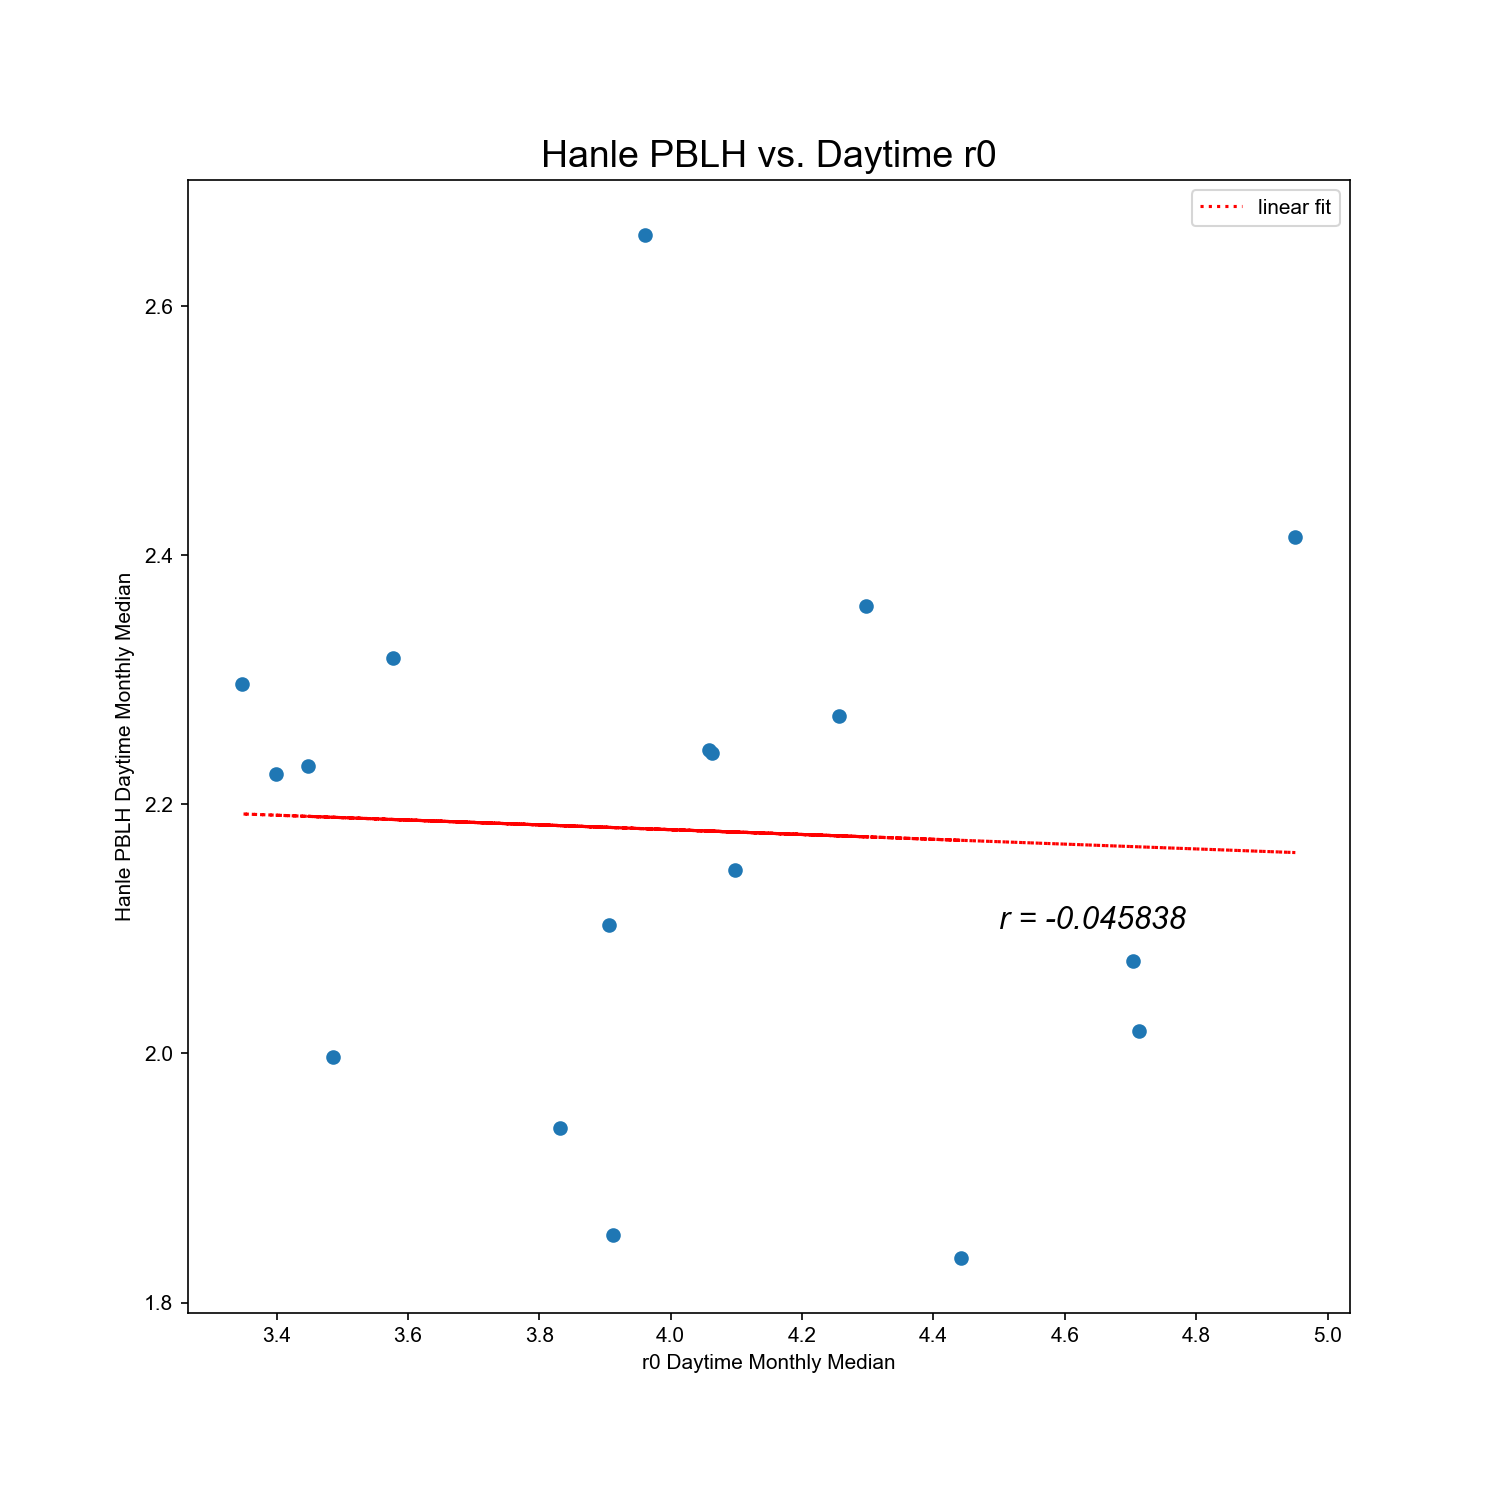 Hanle PBLH vs. Daytime r0
linear fit
2.6
2.4
2.2
2.0
1.8
Hanle PBLH Daytime Monthly Median
r = -0.045838
3.4 3.6 3.8 4.0 4.2 4.4 4.6 4.8 5.0
r0 Daytime Monthly Median